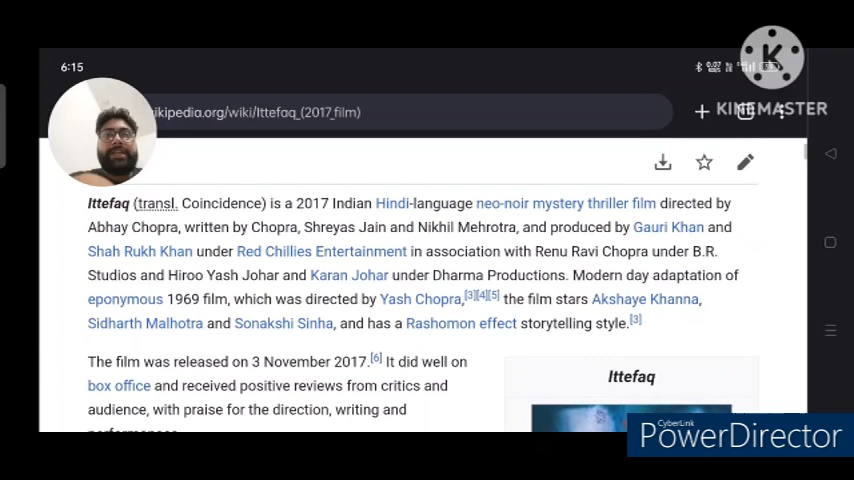 6:15
KINEMASTER
ikipedia.org/wiki/Ittefaq_(2017_film)
Ittefaq (transl. Coincidence) is a 2017 Indian Hindi-language neo-noir mystery thriller film directed by
Abhay Chopra, written by Chopra, Shreyas Jain and Nikhil Mehrotra, and produced by Gauri Khan and
Shah Rukh Khan under Red Chillies Entertainment in association with Renu Ravi Chopra under B.R.
Studios and Hiroo Yash Johar and Karan Johar under Dharma Productions. Modern day adaptation of
eponymous 1969 film, which was directed by Yash Chopra,[3][4][5] the film stars Akshaye Khanna,
Sidharth Malhotra and Sonakshi Sinha, and has a Rashomon effect storytelling style.[3]
The film was released on 3 November 2017.[6] It did well on
box office and received positive reviews from critics and
audience, with praise for the direction, writing and
Ittefaq
CyberLink
PowerDirector